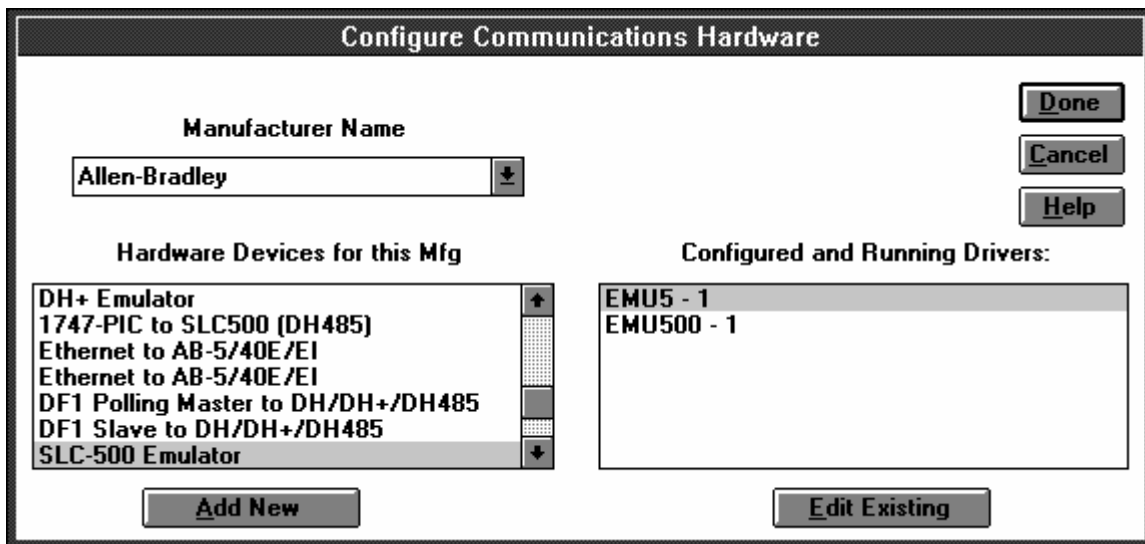 Configure Communications Hardware
Manufacturer Name
Allen-Bradley
Done
Cancel
Help
Hardware Devices for this Mfg
DH+ Emulator
1747-PIC to SLC500 (DH485)
Ethernet to AB-5/40E/EI
Ethernet to AB-5/40E/EI
DF1 Polling Master to DH/DH+/DH485
DF1 Slave to DH/DH+/DH485
SLC-500 Emulator
Add New
Configured and Running Drivers:
EMU5 - 1
EMU500 - 1
Edit Existing